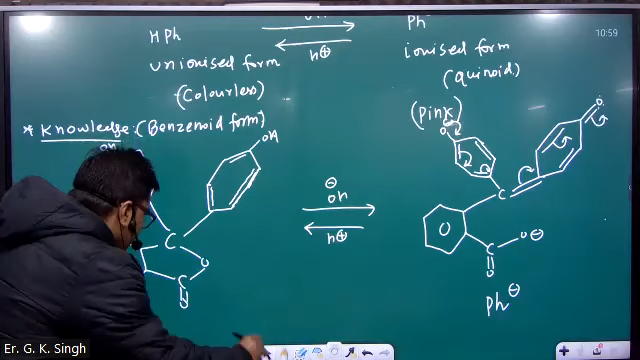 OH
Ph⁻
10:59
HPh
H⊕
unionised form
ionised form
(Colourless)
(Quinoid)
(Pink)
* Knowledge :- (Benzenoid form)
OH
OH
O
O
C
O
C
O
⊖
OH
H⊕
C
O
C
O ⊖
O
Ph⊖
Er. G. K. Singh